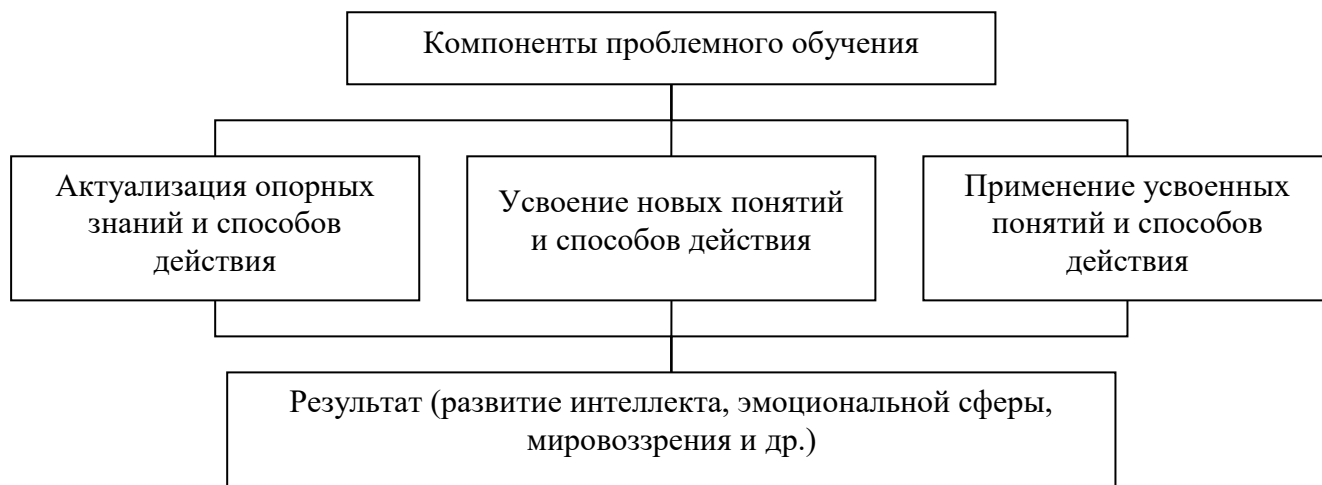 Компоненты проблемного обучения
Актуализация опорных
знаний и способов
действия
Усвоение новых понятий
и способов действия
Применение усвоенных
понятий и способов
действия
Результат (развитие интеллекта, эмоциональной сферы,
мировоззрения и др.)